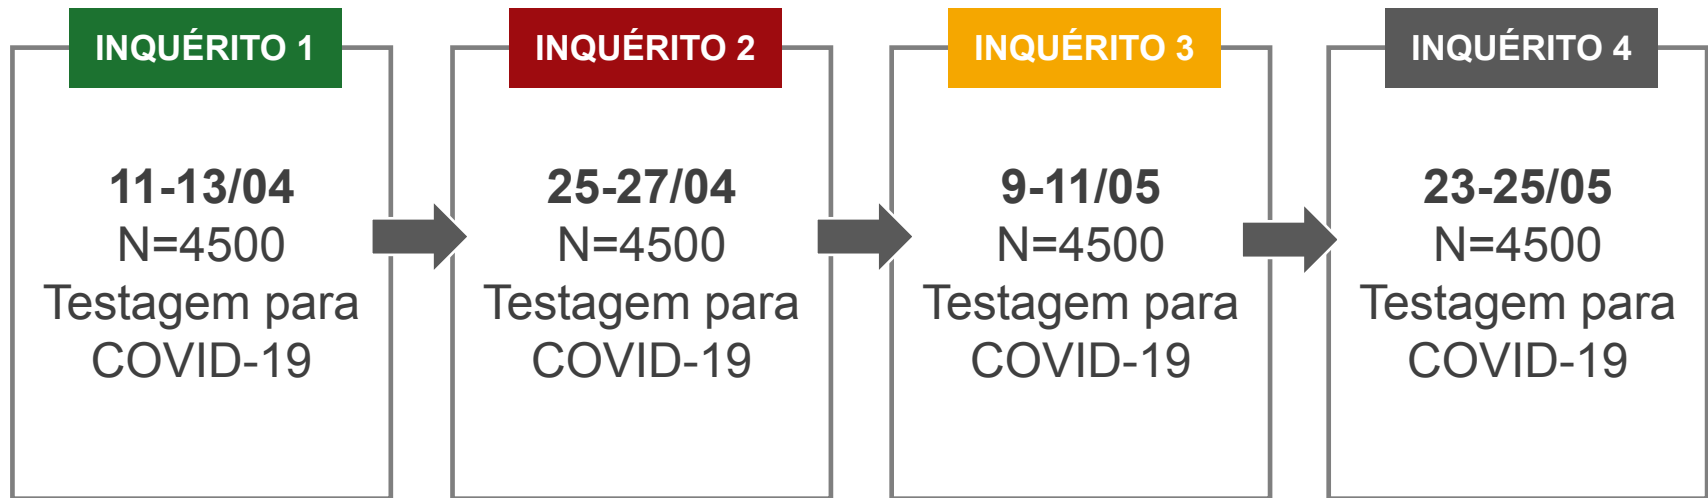 INQUÉRITO 1
11-13/04
N=4500
Testagem para
COVID-19
INQUÉRITO 2
25-27/04
N=4500
Testagem para
COVID-19
INQUÉRITO 3
9-11/05
N=4500
Testagem para
COVID-19
INQUÉRITO 4
23-25/05
N=4500
Testagem para
COVID-19